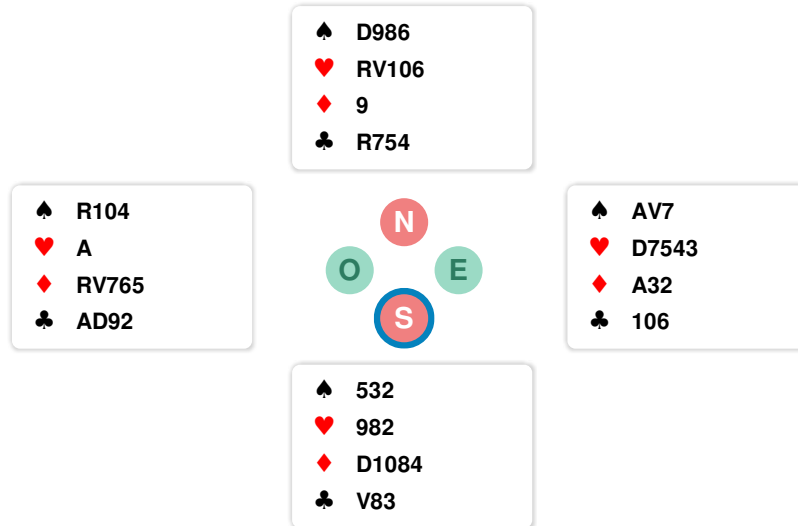 ♠ D986
♥ RV106
♦ 9
♣ R754
♠ R104
♥ A
♦ RV765
♣ AD92
N
O E
S
♠ AV7
♥ D7543
♦ A32
♣ 106
♠ 532
♥ 982
♦ D1084
♣ V83